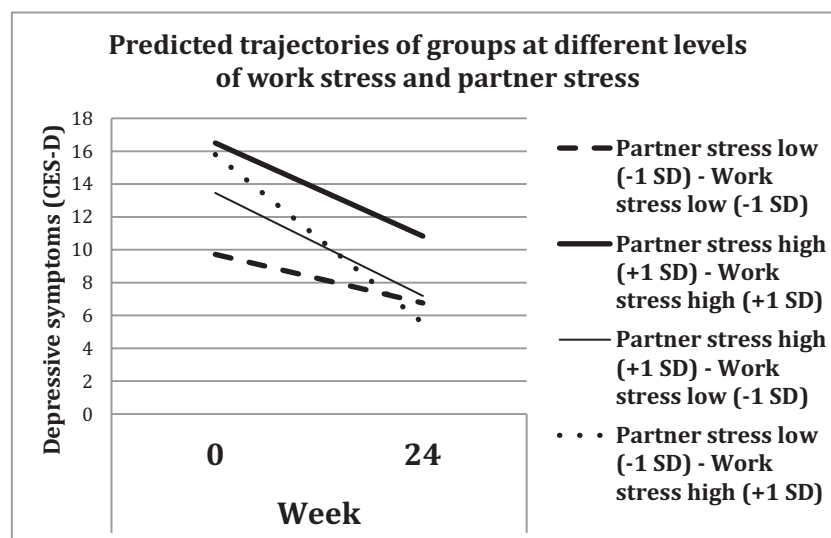 Predicted trajectories of groups at different levels
of work stress and partner stress
Depressive symptoms (CES-D)
18
16
14
12
10
8
6
4
2
0
0
24
Week
Partner stress low
(-1 SD) - Work
stress low (-1 SD)
Partner stress high
(+1 SD) - Work
stress high (+1 SD)
Partner stress high
(+1 SD) - Work
stress low (-1 SD)
Partner stress low
(-1 SD) - Work
stress high (+1 SD)